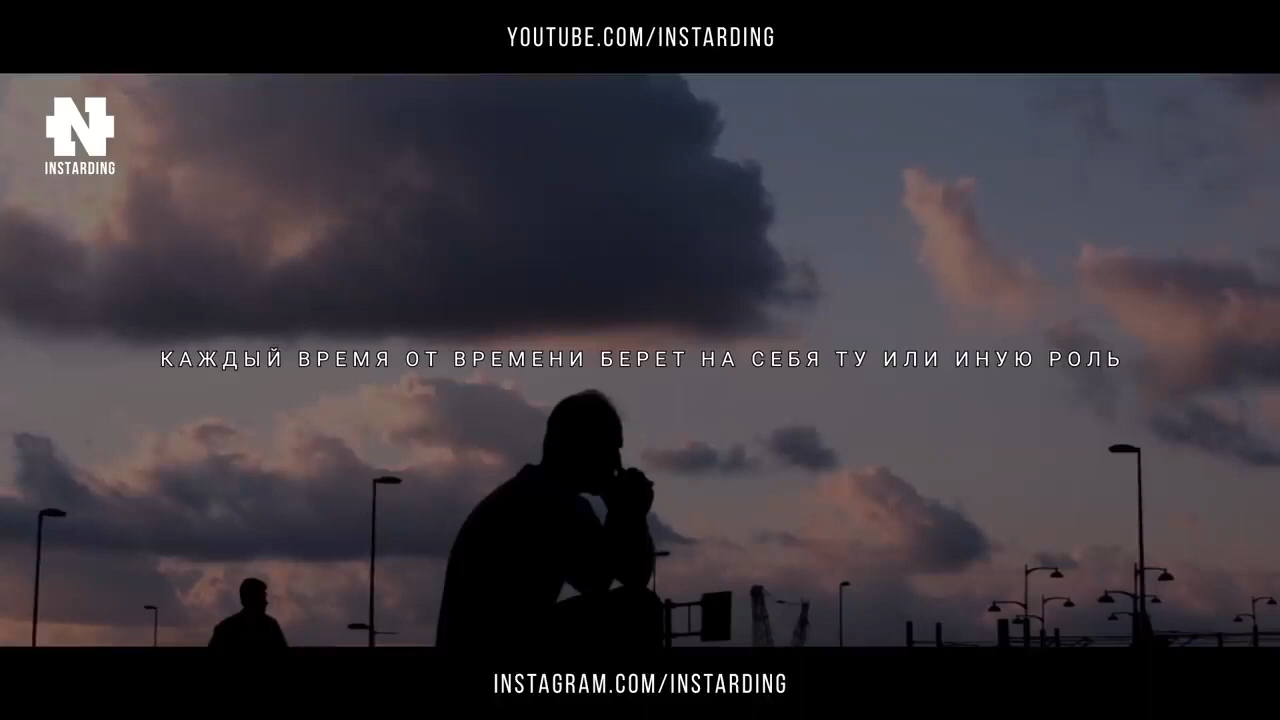 YOUTUBE.COM/INSTARDING
N
INSTARDING
КАЖДЫЙ ВРЕМЯ ОТ ВРЕМЕНИ БЕРЕТ НА СЕБЯ ТУ ИЛИ ИНУЮ РОЛЬ
INSTAGRAM.COM/INSTARDING